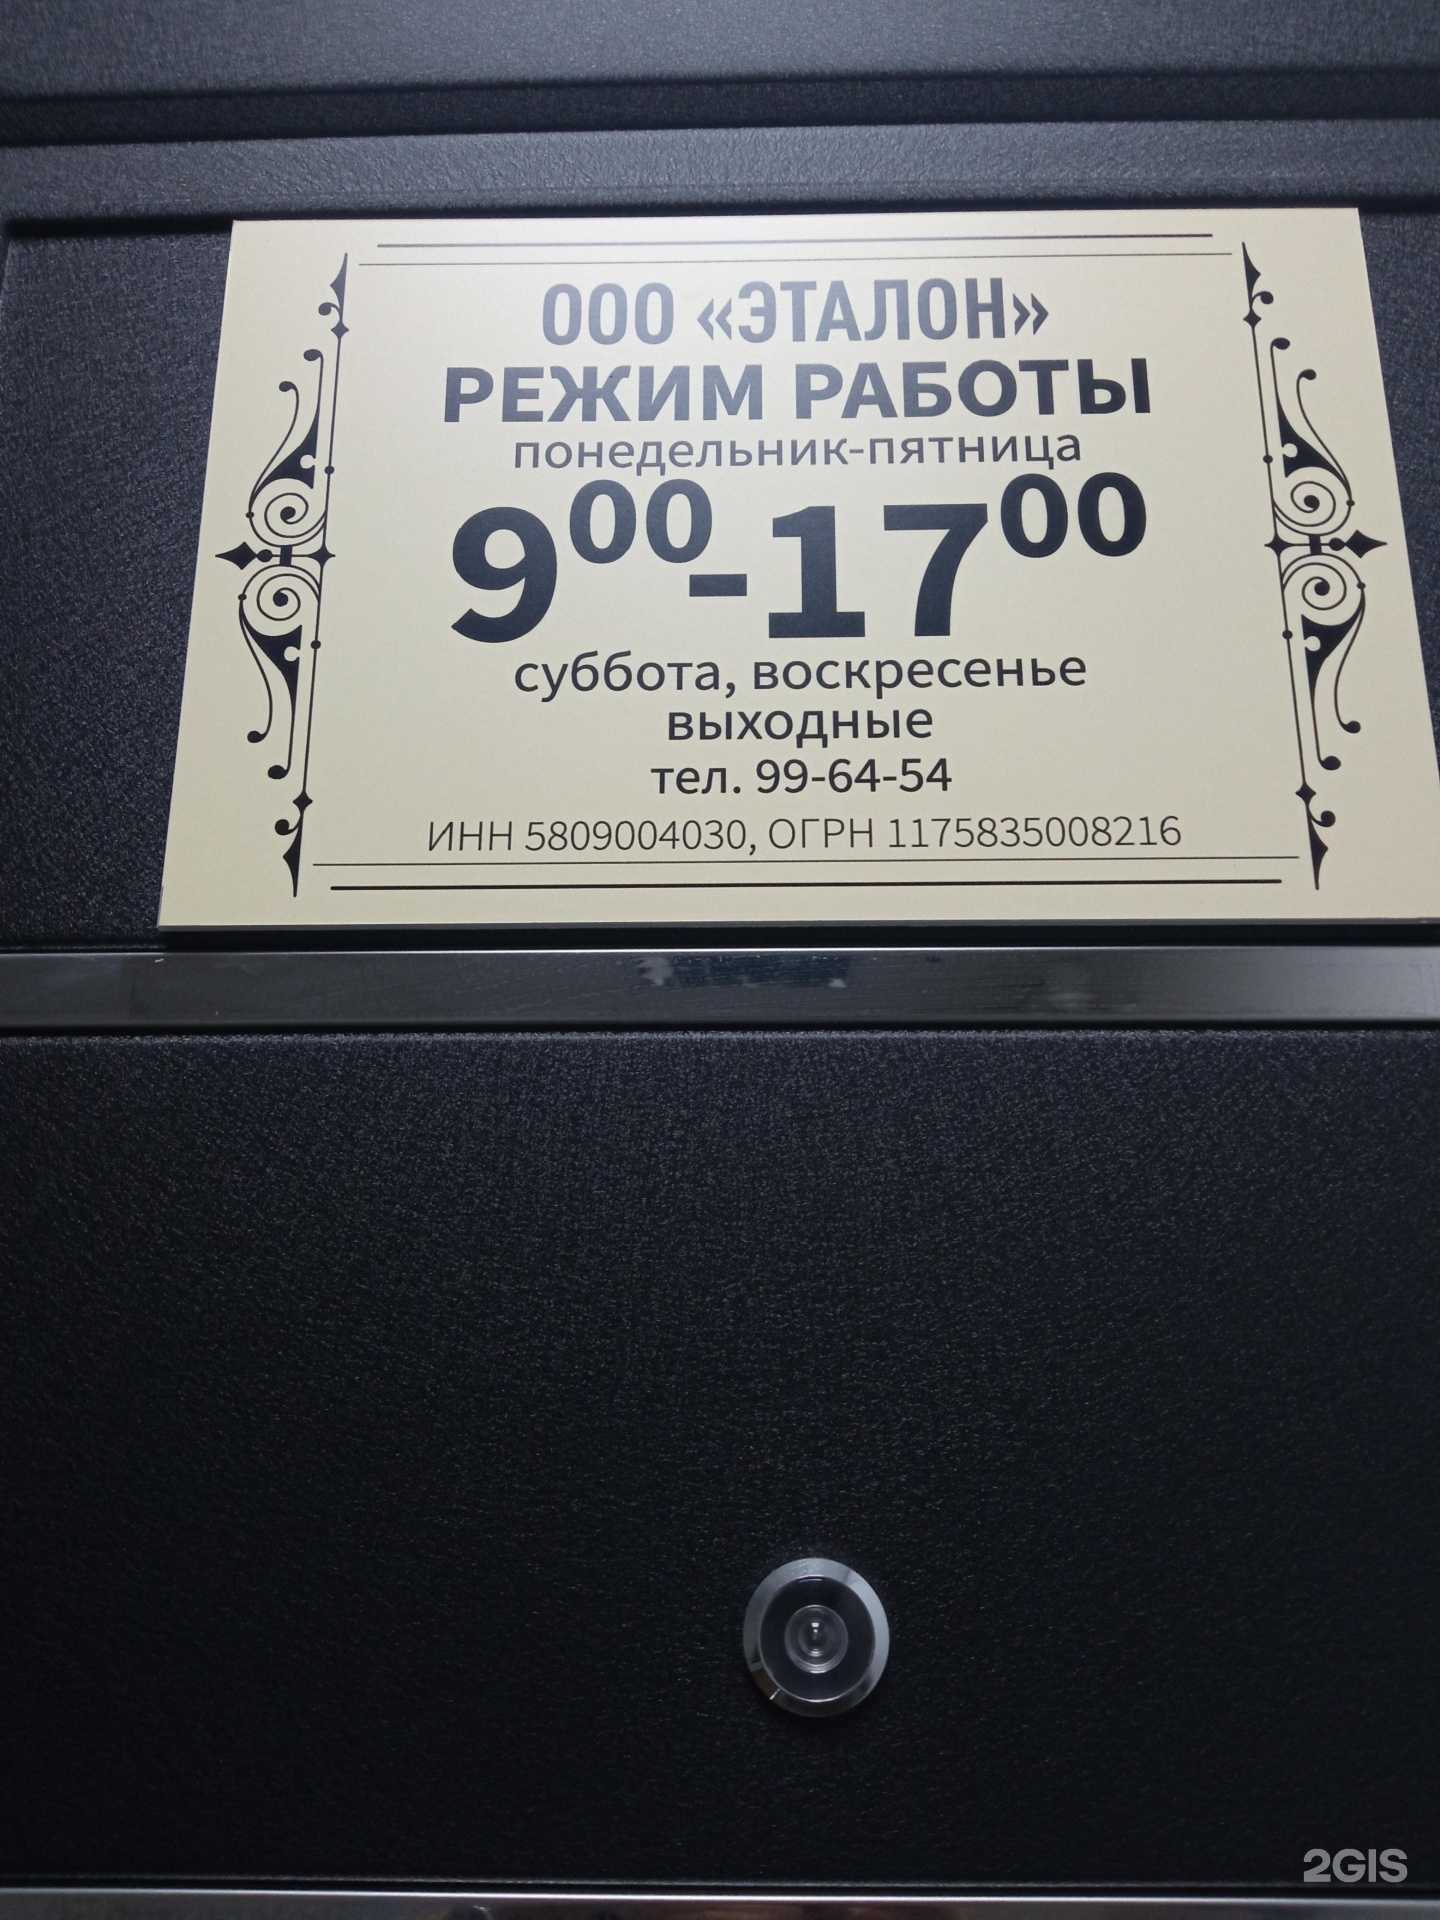 ООО «ЭТАЛОН»
РЕЖИМ РАБОТЫ
понедельник-пятница
9⁰⁰-17⁰⁰
суббота, воскресенье
выходные
тел. 99-64-54
ИНН 5809004030, ОГРН 1175835008216
2GIS